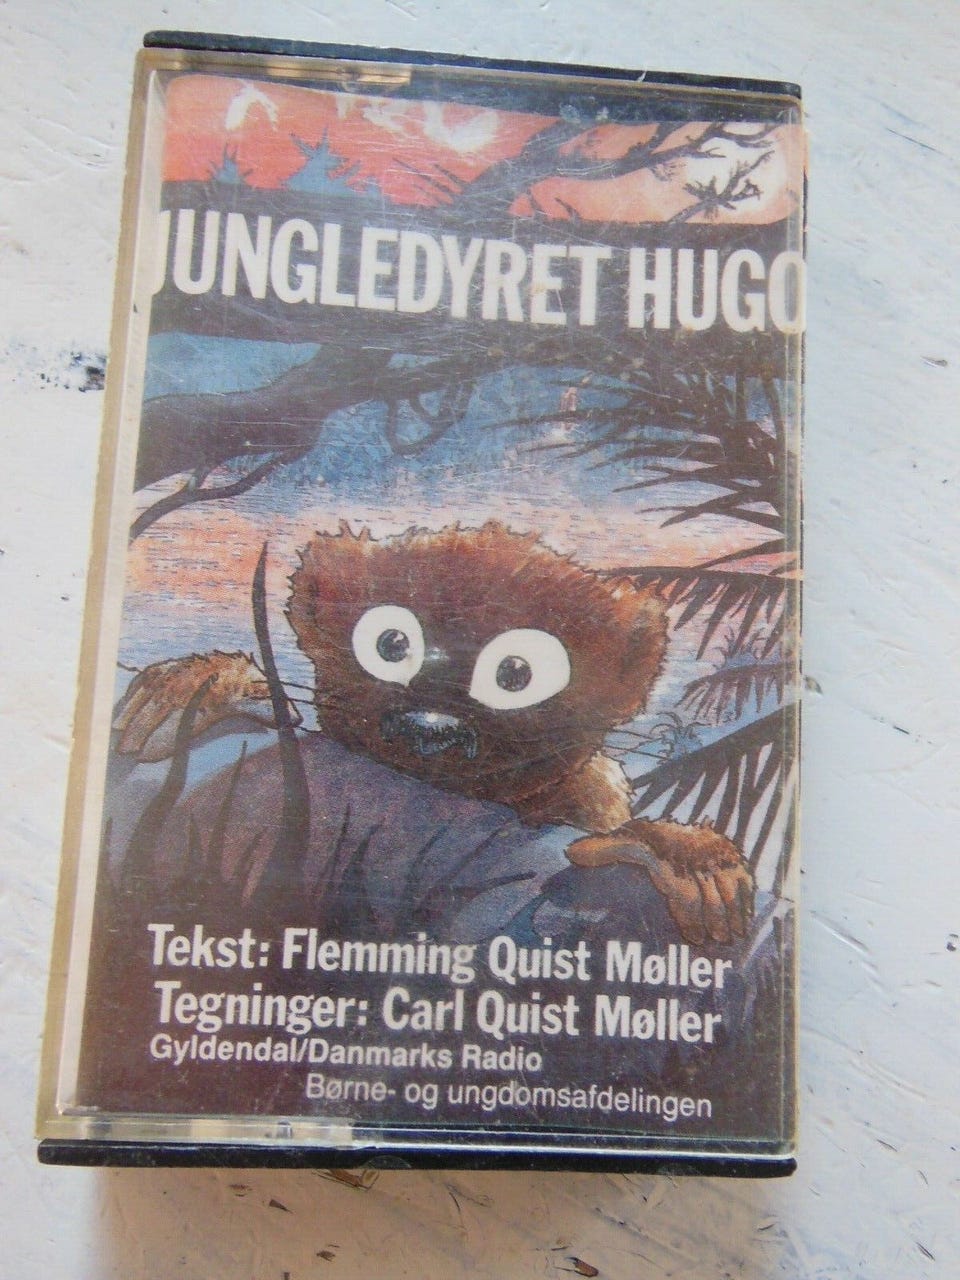 JUNGLEDYRET HUGO
Tekst: Flemming Quist Møller
Tegninger: Carl Quist Møller
Gyldendal/Danmarks Radio
Børne- og ungdomsafdelingen